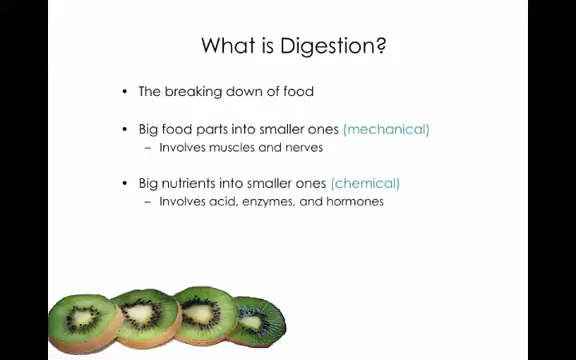 What is Digestion?
• The breaking down of food
• Big food parts into smaller ones (mechanical)
– Involves muscles and nerves
• Big nutrients into smaller ones (chemical)
– Involves acid, enzymes, and hormones